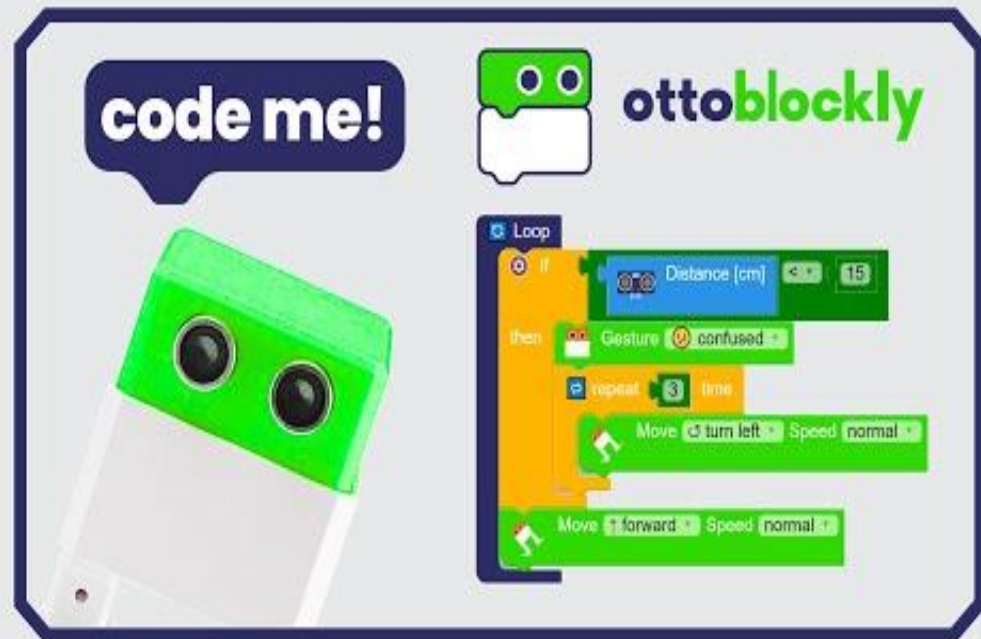 code me!
ottoblockly
Loop
if Distance [cm] < 15
then Gesture confused
repeat 3 time
Move turn left Speed normal
Move forward Speed normal